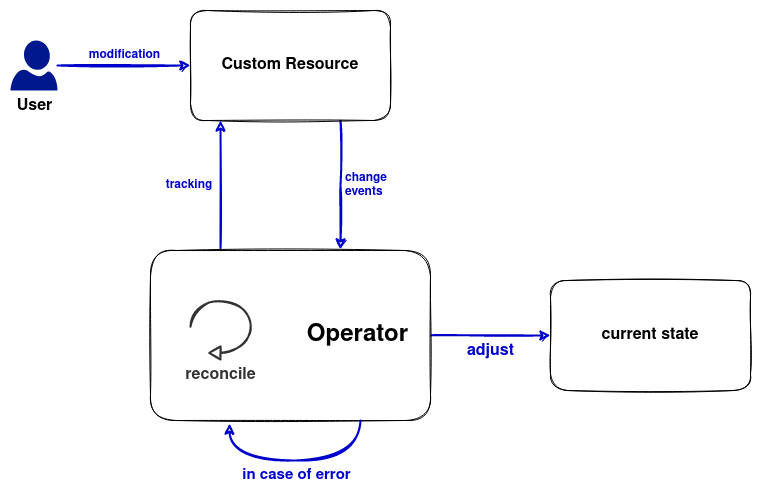 modification
Custom Resource
User
tracking
change
events
Operator
reconcile
current state
adjust
in case of error